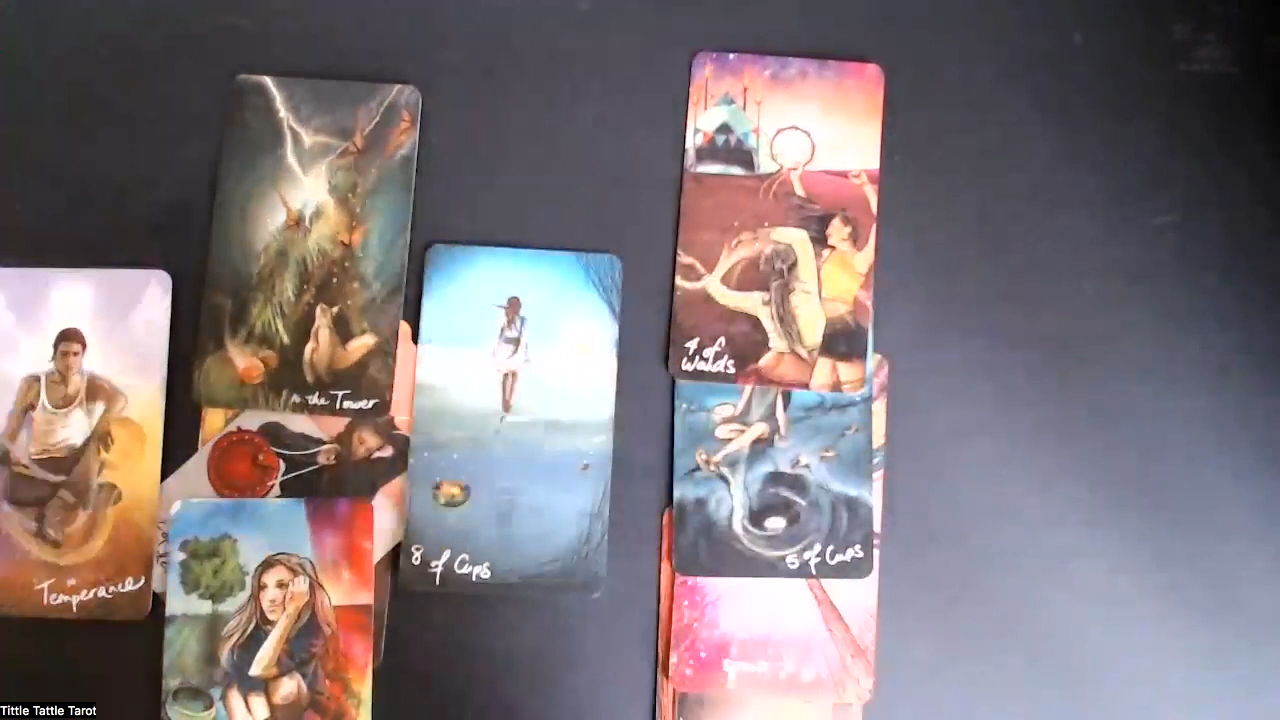 the Tower
4 of
Wands
8 of Cups
5 of Cups
Temperance
Tittle Tattle Tarot